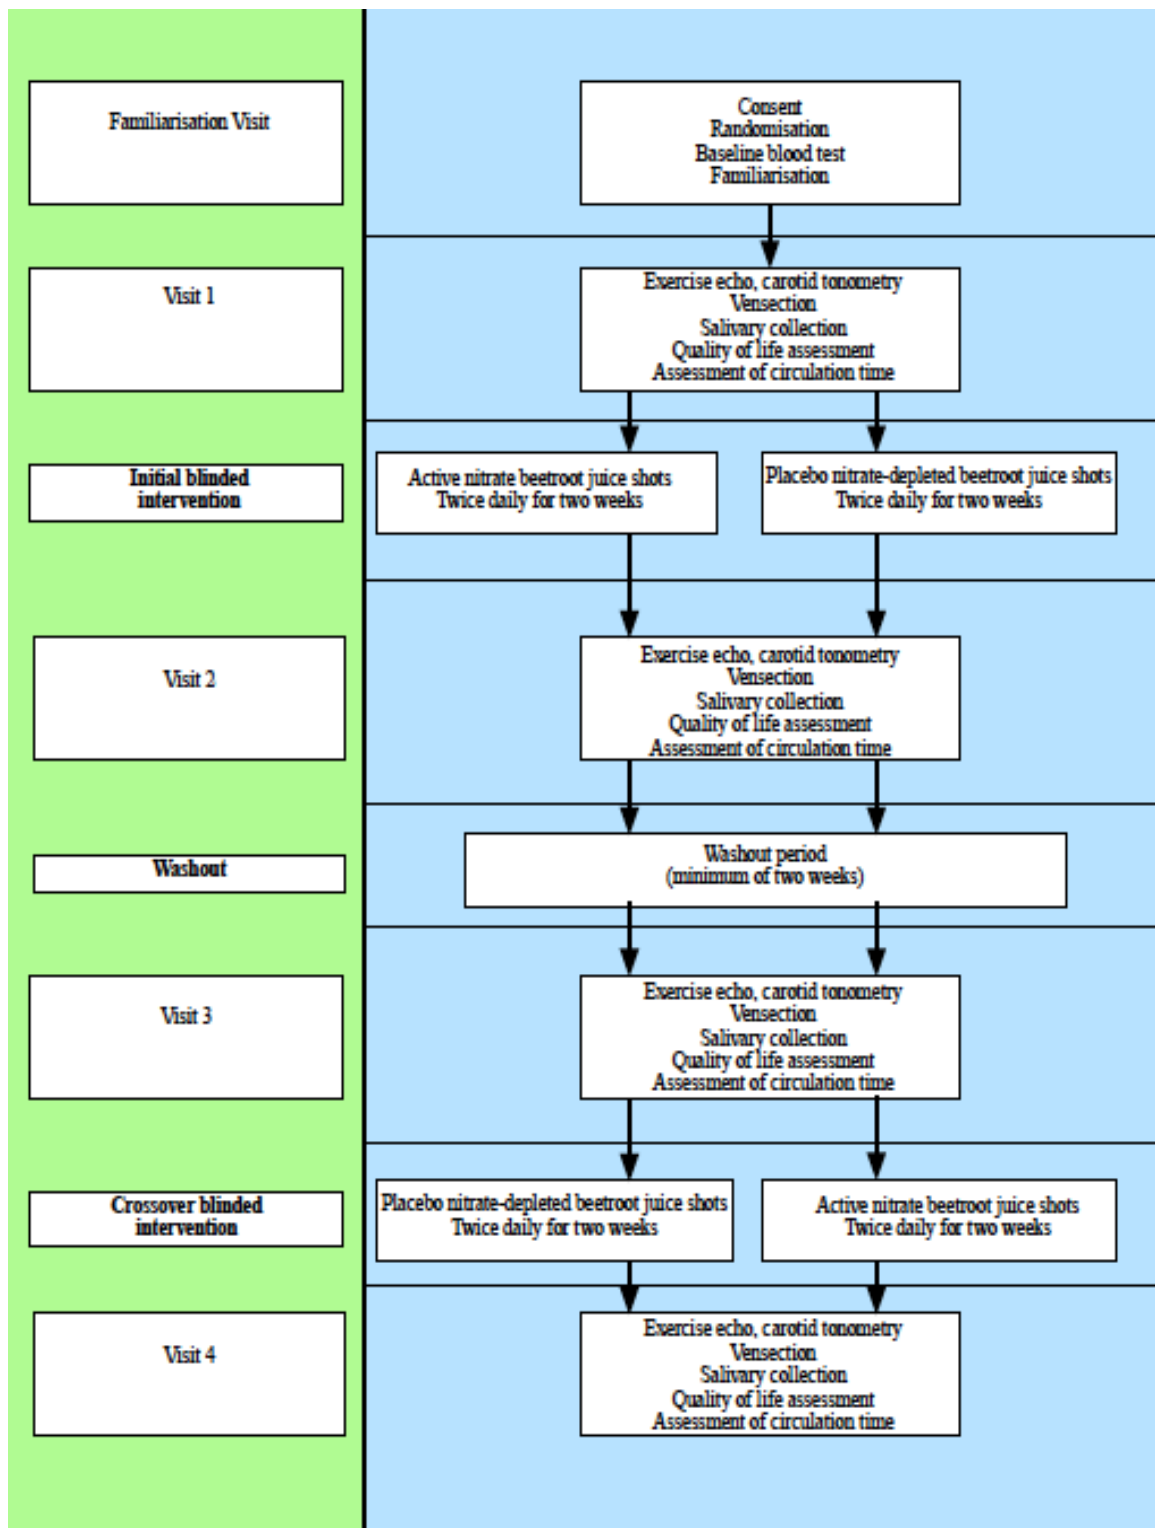 Familiarisation Visit
Consent
Randomisation
Baseline blood test
Familiarisation
Visit 1
Exercise echo, carotid tonometry
Vensection
Salivary collection
Quality of life assessment
Assessment of circulation time
Initial blinded
intervention
Active nitrate beetroot juice shots
Twice daily for two weeks
Placebo nitrate-depleted beetroot juice shots
Twice daily for two weeks
Visit 2
Exercise echo, carotid tonometry
Vensection
Salivary collection
Quality of life assessment
Assessment of circulation time
Washout
Washout period
(minimum of two weeks)
Visit 3
Exercise echo, carotid tonometry
Vensection
Salivary collection
Quality of life assessment
Assessment of circulation time
Crossover blinded
intervention
Placebo nitrate-depleted beetroot juice shots
Twice daily for two weeks
Active nitrate beetroot juice shots
Twice daily for two weeks
Visit 4
Exercise echo, carotid tonometry
Vensection
Salivary collection
Quality of life assessment
Assessment of circulation time